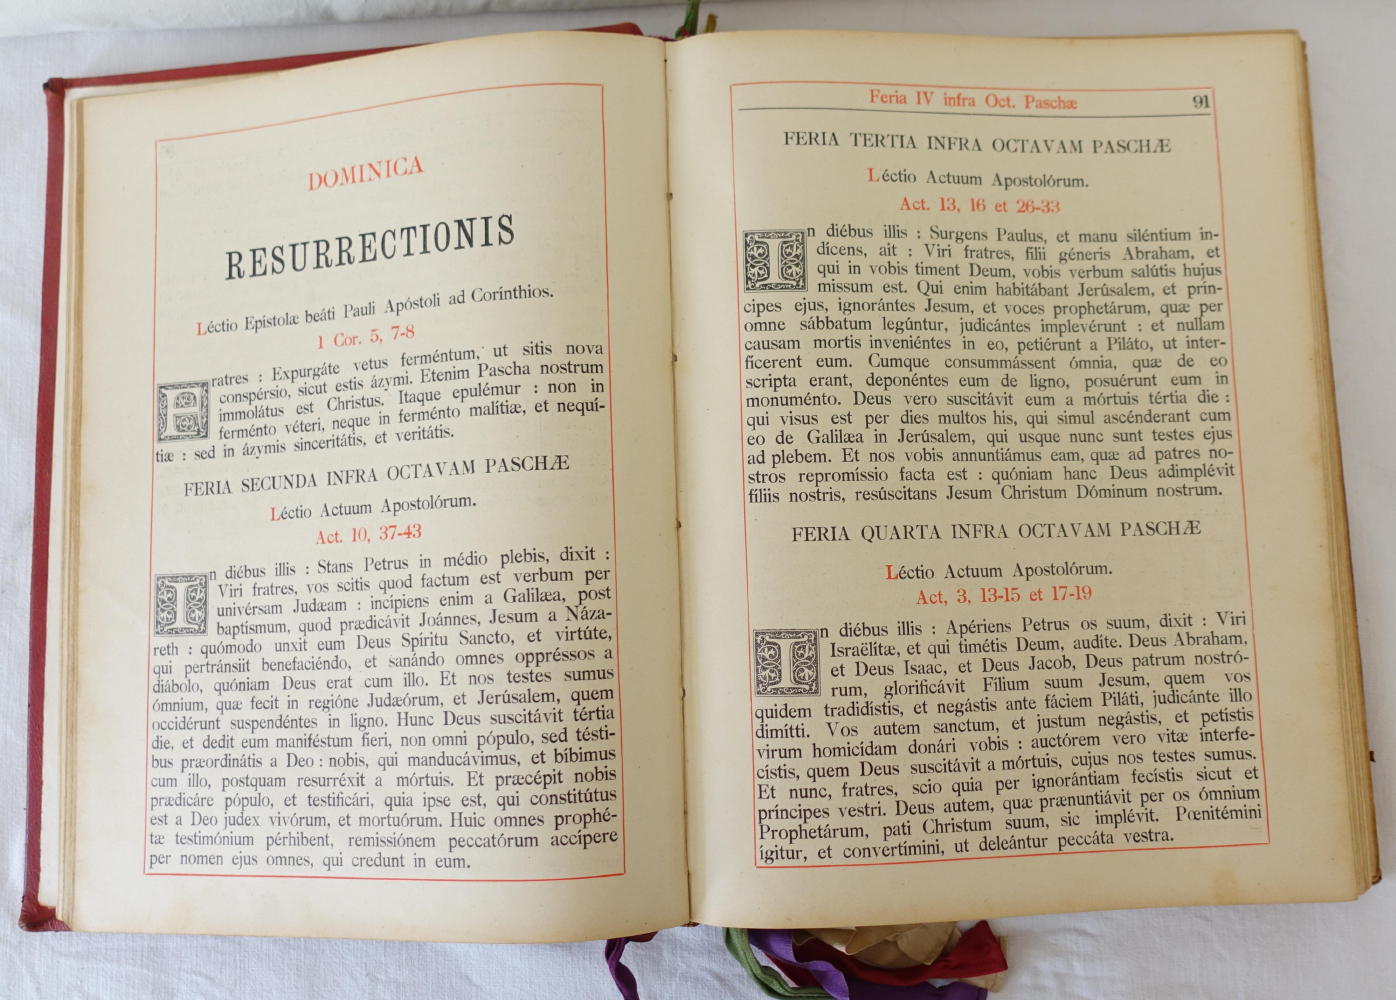 DOMINICA
RESURRECTIONIS
Léctio Epístolæ beáti Pauli Apóstoli ad Corínthios.
1 Cor. 5, 7-8
Fratres : Expurgáte vetus ferméntum, ut sitis nova
conspérsio, sicut estis ázymi. Etenim Pascha nostrum
immolátus est Christus. Itaque epulémur : non in
ferménto véteri, neque in ferménto malítiæ, et nequí-
tiæ : sed in ázymis sinceritátis, et veritátis.
FERIA SECUNDA INFRA OCTAVAM PASCHÆ
Léctio Actuum Apostolórum.
Act. 10, 37-43
In diébus illis : Stans Petrus in médio plebis, dixit :
Viri fratres, vos scitis quod factum est verbum per
univérsam Judæam : incípiens enim a Galilæa, post
baptísmum, quod prædicávit Joánnes, Jesum a Náza-
reth : quómodo unxit eum Deus Spíritu Sancto, et virtúte,
qui pertránsiit benefaciéndo, et sanándo omnes oppréssos a
diábolo, quóniam Deus erat cum illo. Et nos testes sumus
ómnium, quæ fecit in regióne Judæórum, et Jerúsalem, quem
occidérunt suspendéntes in ligno. Hunc Deus suscitávit tértia
die, et dedit eum maniféstum fíeri, non omni pópulo, sed tésti-
bus præordinátis a Deo : nobis, qui manducávimus, et bíbimus
cum illo, postquam resurréxit a mórtuis. Et præcépit nobis
prædicáre pópulo, et testificári, quia ipse est, qui constitútus
est a Deo judex vivórum, et mortuórum. Huic omnes prophé-
tæ testimónium pérhibent, remissiónem peccatórum accípere
per nomen ejus omnes, qui credunt in eum.
Feria IV infra Oct. Paschæ 91
FERIA TERTIA INFRA OCTAVAM PASCHÆ
Léctio Actuum Apostolórum.
Act. 13, 16 et 26-33
In diébus illis : Surgens Paulus, et manu siléntium in-
dícens, ait : Viri fratres, fílii géneris Abraham, et
qui in vobis timent Deum, vobis verbum salútis hujus
missum est. Qui enim habitábant Jerúsalem, et prín-
cipes ejus, ignorántes Jesum, et voces prophetárum, quæ per
omne sábbatum legúntur, judicántes implevérunt : et nullam
causam mortis inveniéntes in eo, petiérunt a Piláto, ut inter-
fícerent eum. Cumque consummássent ómnia, quæ de eo
scripta erant, deponéntes eum de ligno, posuérunt eum in
monuménto. Deus vero suscitávit eum a mórtuis tértia die :
qui visus est per dies multos his, qui simul ascénderant cum
eo de Galilæa in Jerúsalem, qui usque nunc sunt testes ejus
ad plebem. Et nos vobis annuntiámus eam, quæ ad patres no-
stros repromíssio facta est : quóniam hanc Deus adimplévit
fíliis nostris, resúscitans Jesum Christum Dóminum nostrum.
FERIA QUARTA INFRA OCTAVAM PASCHÆ
Léctio Actuum Apostolórum.
Act, 3, 13-15 et 17-19
In diébus illis : Apériens Petrus os suum, dixit : Viri
Israëlítæ, et qui timétis Deum, audíte. Deus Abraham,
et Deus Isaac, et Deus Jacob, Deus patrum nostró-
rum, glorificávit Fílium suum Jesum, quem vos
quidem tradidístis, et negástis ante fáciem Piláti, judicánte illo
dimítti. Vos autem sanctum, et justum negástis, et petístis
virum homicídam donári vobis : auctórem vero vitæ interfe-
cístis, quem Deus suscitávit a mórtuis, cujus nos testes sumus.
Et nunc, fratres, scio quia per ignorántiam fecístis sicut et
príncipes vestri. Deus autem, quæ prænuntiávit per os ómnium
Prophetárum, pati Christum suum, sic implévit. Pœnitémini
ígitur, et convertímini, ut deleántur peccáta vestra.